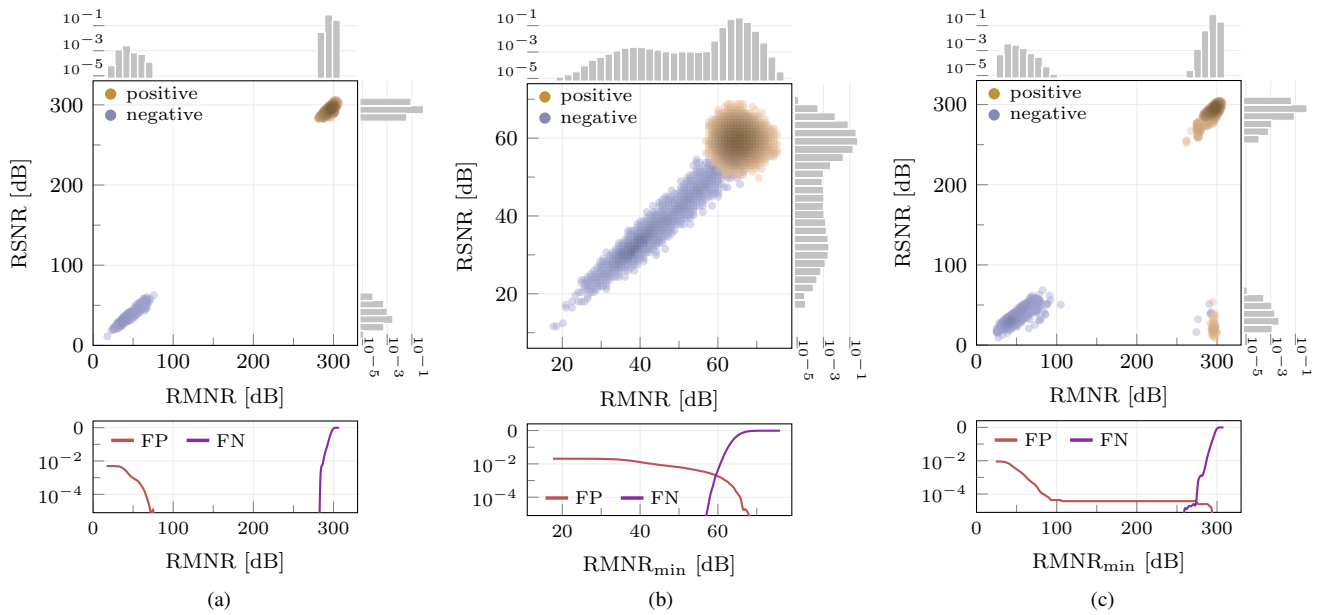 10⁻¹
10⁻³
10⁻⁵
positive
negative
300
200
100
0
RSNR [dB]
0 100 200 300
RMNR [dB]
10⁻⁵ 10⁻³ 10⁻¹
FP FN
0
10⁻²
10⁻⁴
0 100 200 300
RMNR [dB]
(a)
10⁻¹
10⁻³
10⁻⁵
positive
negative
60
40
20
RSNR [dB]
20 40 60
RMNR [dB]
10⁻⁵ 10⁻³ 10⁻¹
0
10⁻²
10⁻⁴
FP FN
20 40 60
RMNRmin [dB]
(b)
10⁻¹
10⁻³
10⁻⁵
positive
negative
300
200
100
0
RSNR [dB]
0 100 200 300
RMNR [dB]
10⁻⁵ 10⁻³ 10⁻¹
FP FN
0
10⁻²
10⁻⁴
0 100 200 300
RMNRmin [dB]
(c)